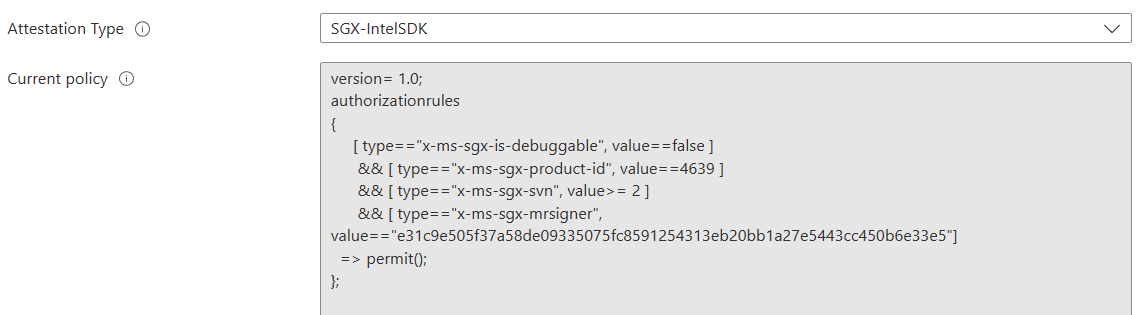 Attestation Type
SGX-IntelSDK
Current policy
version= 1.0;
authorizationrules
{
[ type=="x-ms-sgx-is-debuggable", value==false ]
&& [ type=="x-ms-sgx-product-id", value==4639 ]
&& [ type=="x-ms-sgx-svn", value>= 2 ]
&& [ type=="x-ms-sgx-mrsigner",
value=="e31c9e505f37a58de09335075fc8591254313eb20bb1a27e5443cc450b6e33e5"]
=> permit();
};